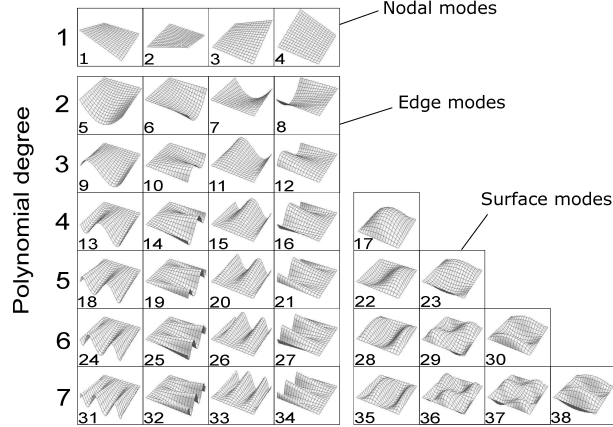 Nodal modes
1
1 2 3 4
Polynomial degree
2
5 6 7 8
Edge modes
3
9 10 11 12
4
13 14 15 16 17
Surface modes
5
18 19 20 21 22 23
6
24 25 26 27 28 29 30
7
31 32 33 34 35 36 37 38